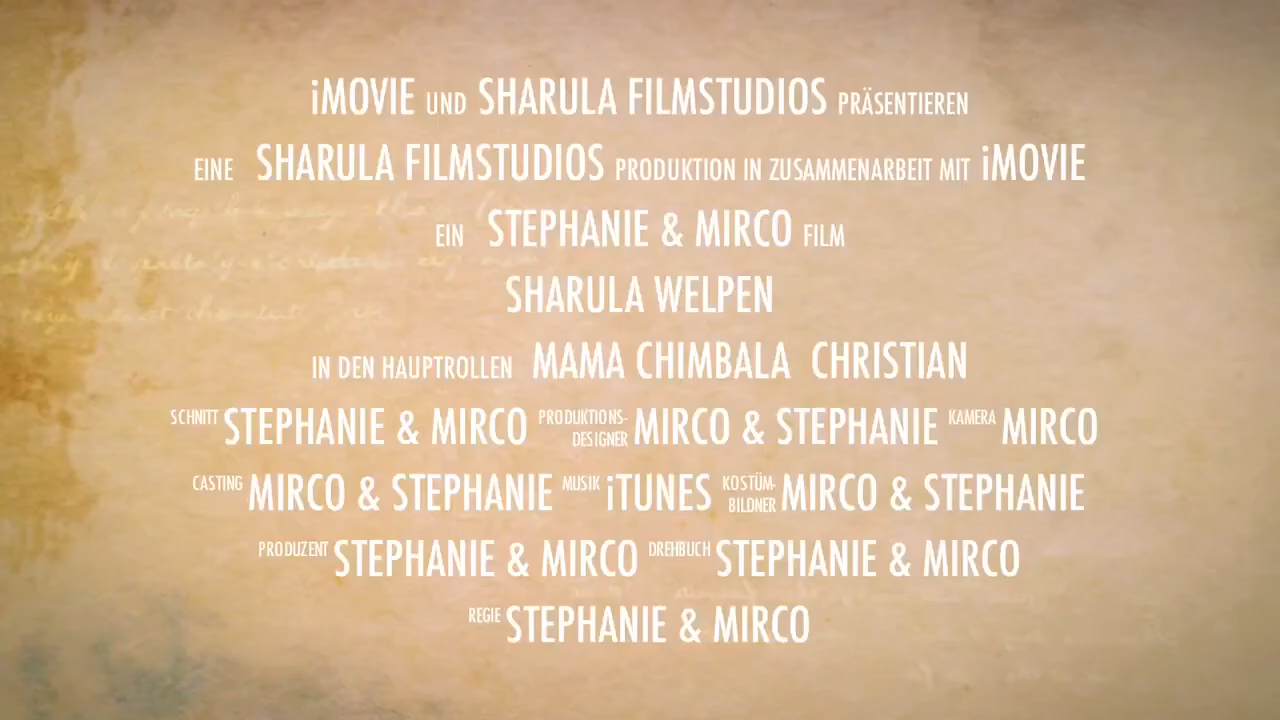 iMOVIE UND SHARULA FILMSTUDIOS PRÄSENTIEREN
EINE SHARULA FILMSTUDIOS PRODUKTION IN ZUSAMMENARBEIT MIT iMOVIE
EIN STEPHANIE & MIRCO FILM
SHARULA WELPEN
IN DEN HAUPTROLLEN MAMA CHIMBALA CHRISTIAN
SCHNITT STEPHANIE & MIRCO PRODUKTIONS-DESIGNER MIRCO & STEPHANIE KAMERA MIRCO
CASTING MIRCO & STEPHANIE MUSIK iTUNES KOSTÜM-BILDNER MIRCO & STEPHANIE
PRODUZENT STEPHANIE & MIRCO DREHBUCH STEPHANIE & MIRCO
REGIE STEPHANIE & MIRCO